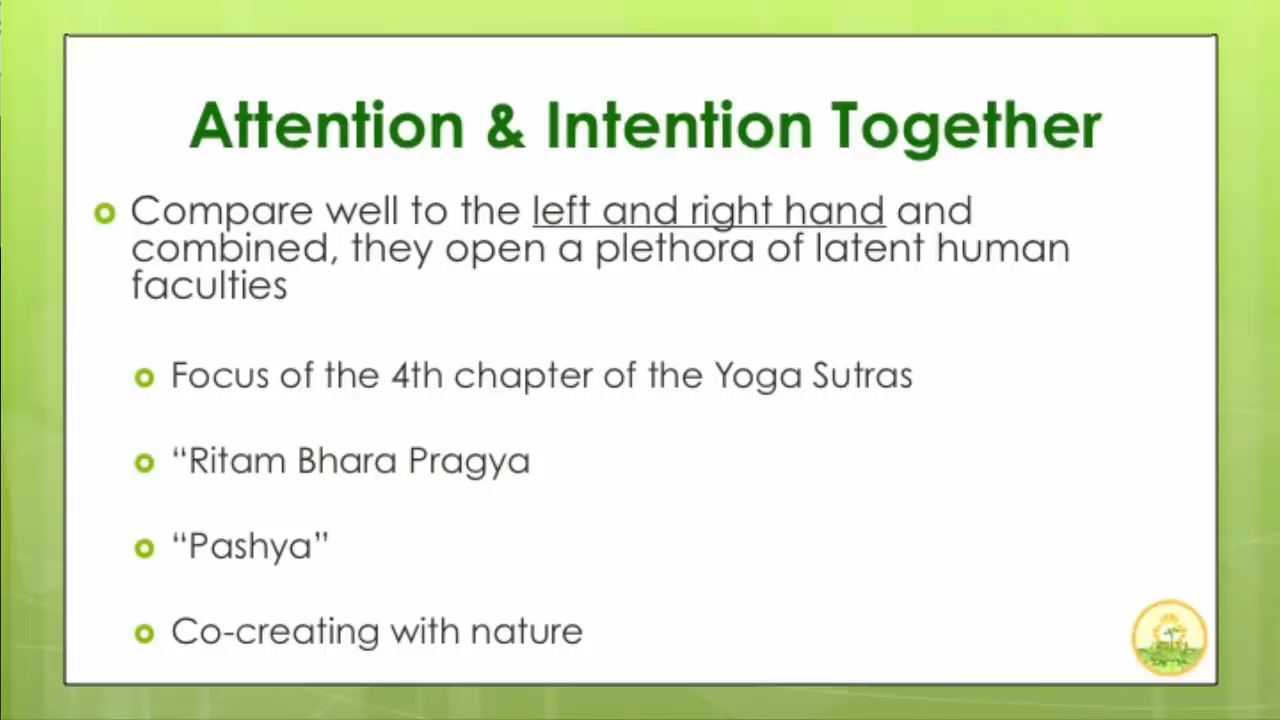 Attention & Intention Together
Compare well to the left and right hand and
combined, they open a plethora of latent human
faculties
Focus of the 4th chapter of the Yoga Sutras
“Ritam Bhara Pragya
“Pashya”
Co-creating with nature